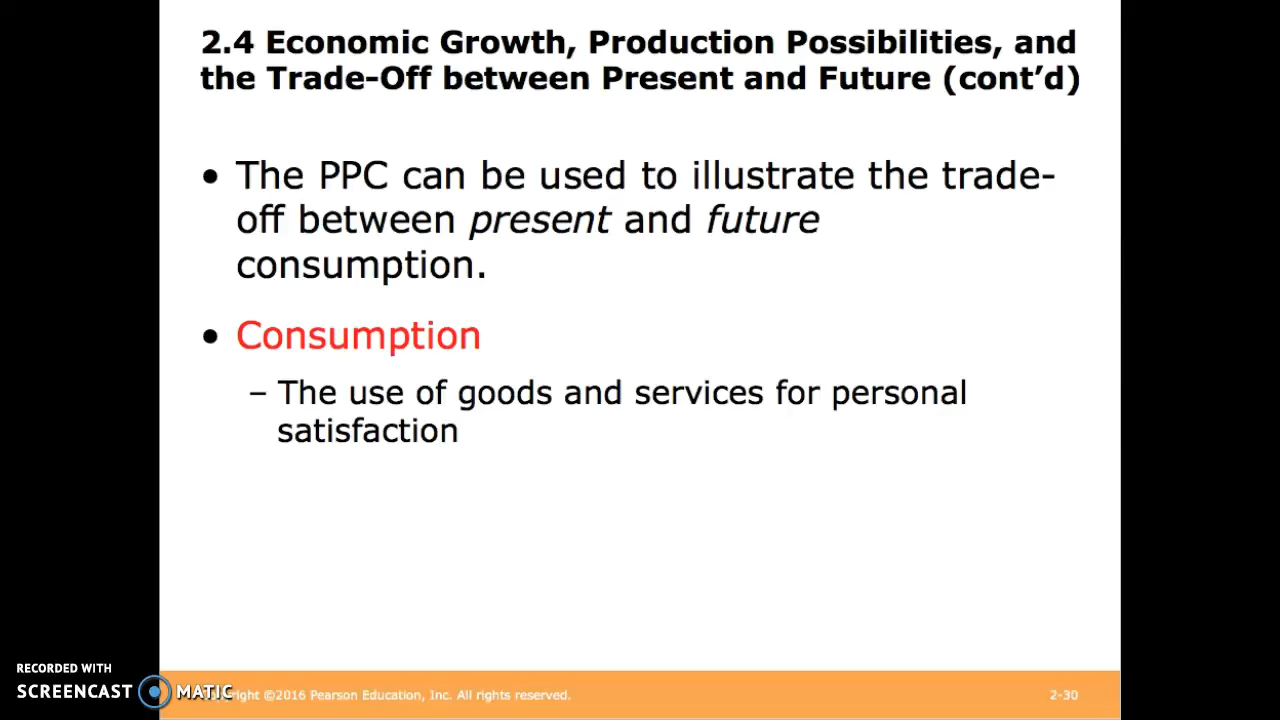 2.4 Economic Growth, Production Possibilities, and
the Trade-Off between Present and Future (cont’d)
• The PPC can be used to illustrate the trade-
off between present and future
consumption.
• Consumption
– The use of goods and services for personal
satisfaction
RECORDED WITH
SCREENCAST MATIC
©2016 Pearson Education, Inc. All rights reserved.
2-30